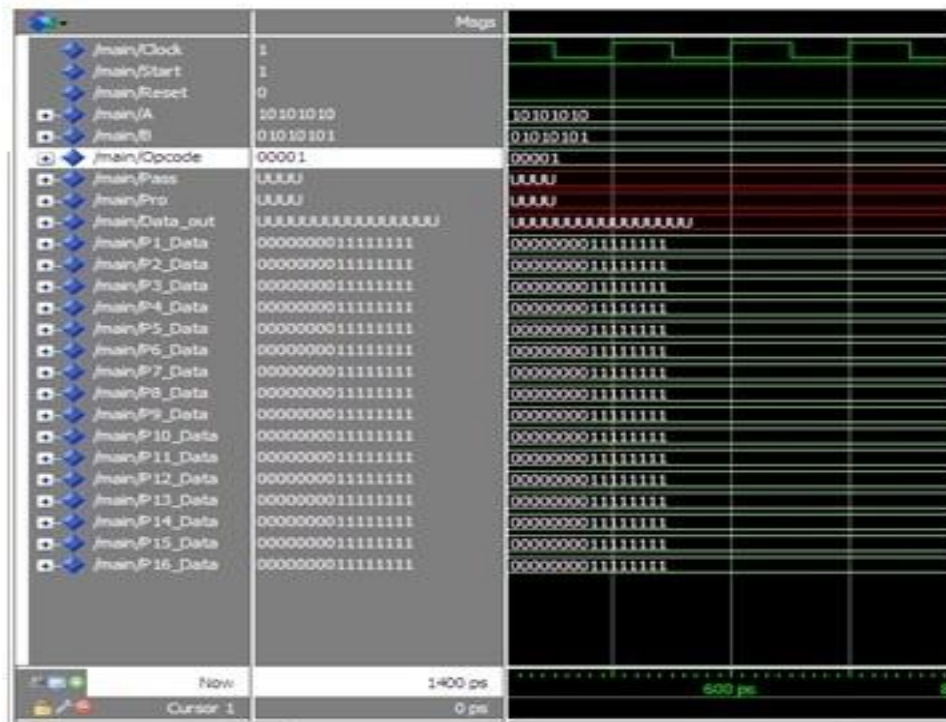 Msgs
/main/Clock 1
/main/Start 1
/main/Reset 0
/main/A 10101010 10101010
/main/B 01010101 01010101
/main/Opcode 00001 00001
/main/Pass UUUU UUUU
/main/Pro UUUU UUUU
/main/Data_out UUUUUUUUUUUUUUUU UUUUUUUUUUUUUUUU
/main/P1_Data 0000000011111111 0000000011111111
/main/P2_Data 0000000011111111 0000000011111111
/main/P3_Data 0000000011111111 0000000011111111
/main/P4_Data 0000000011111111 0000000011111111
/main/P5_Data 0000000011111111 0000000011111111
/main/P6_Data 0000000011111111 0000000011111111
/main/P7_Data 0000000011111111 0000000011111111
/main/P8_Data 0000000011111111 0000000011111111
/main/P9_Data 0000000011111111 0000000011111111
/main/P10_Data 0000000011111111 0000000011111111
/main/P11_Data 0000000011111111 0000000011111111
/main/P12_Data 0000000011111111 0000000011111111
/main/P13_Data 0000000011111111 0000000011111111
/main/P14_Data 0000000011111111 0000000011111111
/main/P15_Data 0000000011111111 0000000011111111
/main/P16_Data 0000000011111111 0000000011111111
Now 1400 ps 600 ps
Cursor 1 0 ps